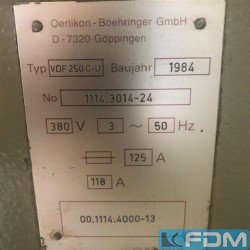 Oerlikon-Boehringer GmbH
D-7320 Göppingen
Typ VDF 250 C-U Baujahr 1984
No 1114.3014-24
380 V 3 ~ 50 Hz
125 A
118 A
00.1114.4000-13
FDM